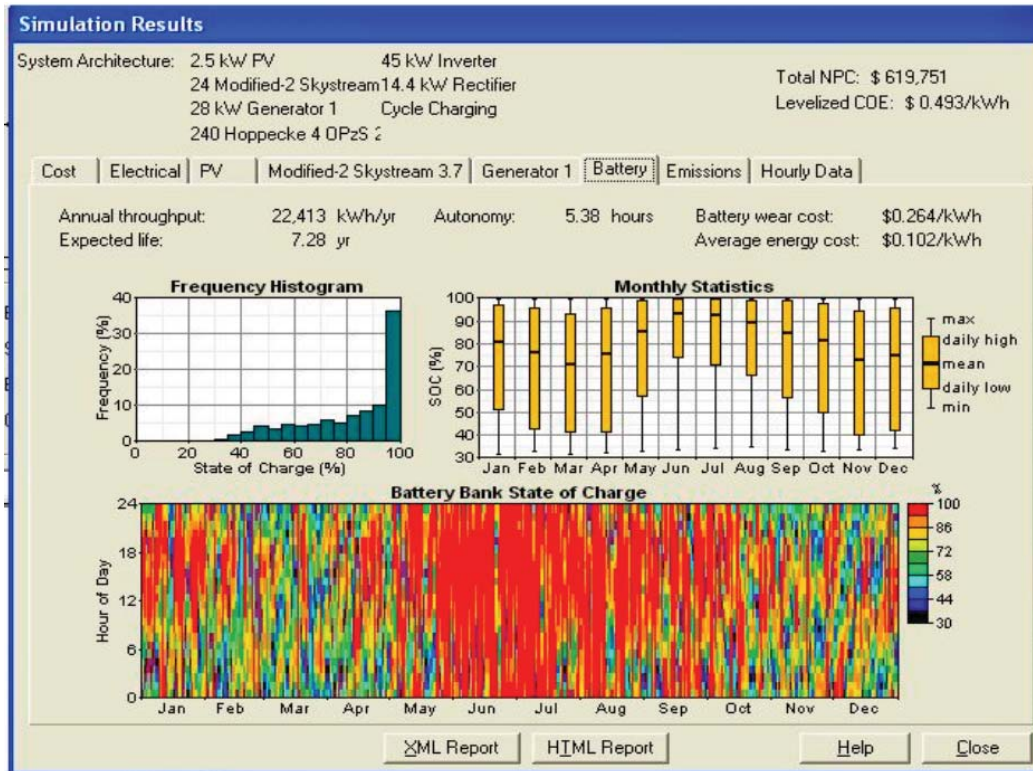 Simulation Results
System Architecture: 2.5 kW PV 45 kW Inverter
24 Modified-2 Skystream 14.4 kW Rectifier
28 kW Generator 1 Cycle Charging
240 Hoppecke 4 OPzS 2
Total NPC: $ 619,751
Levelized COE: $ 0.493/kWh
Cost Electrical PV Modified-2 Skystream 3.7 Generator 1 Battery Emissions Hourly Data
Annual throughput: 22,413 kWh/yr Autonomy: 5.38 hours Battery wear cost: $0.264/kWh
Expected life: 7.28 yr Average energy cost: $0.102/kWh
Frequency Histogram
Frequency (%)
40
30
20
10
0
0 20 40 60 80 100
State of Charge (%)
Monthly Statistics
SOC (%)
100
90
80
70
60
50
40
30
Jan Feb Mar Apr May Jun Jul Aug Sep Oct Nov Dec
max
daily high
mean
daily low
min
Battery Bank State of Charge
Hour of Day
24
18
12
6
0
Jan Feb Mar Apr May Jun Jul Aug Sep Oct Nov Dec
%
100
86
72
58
44
30
XML Report HTML Report Help Close